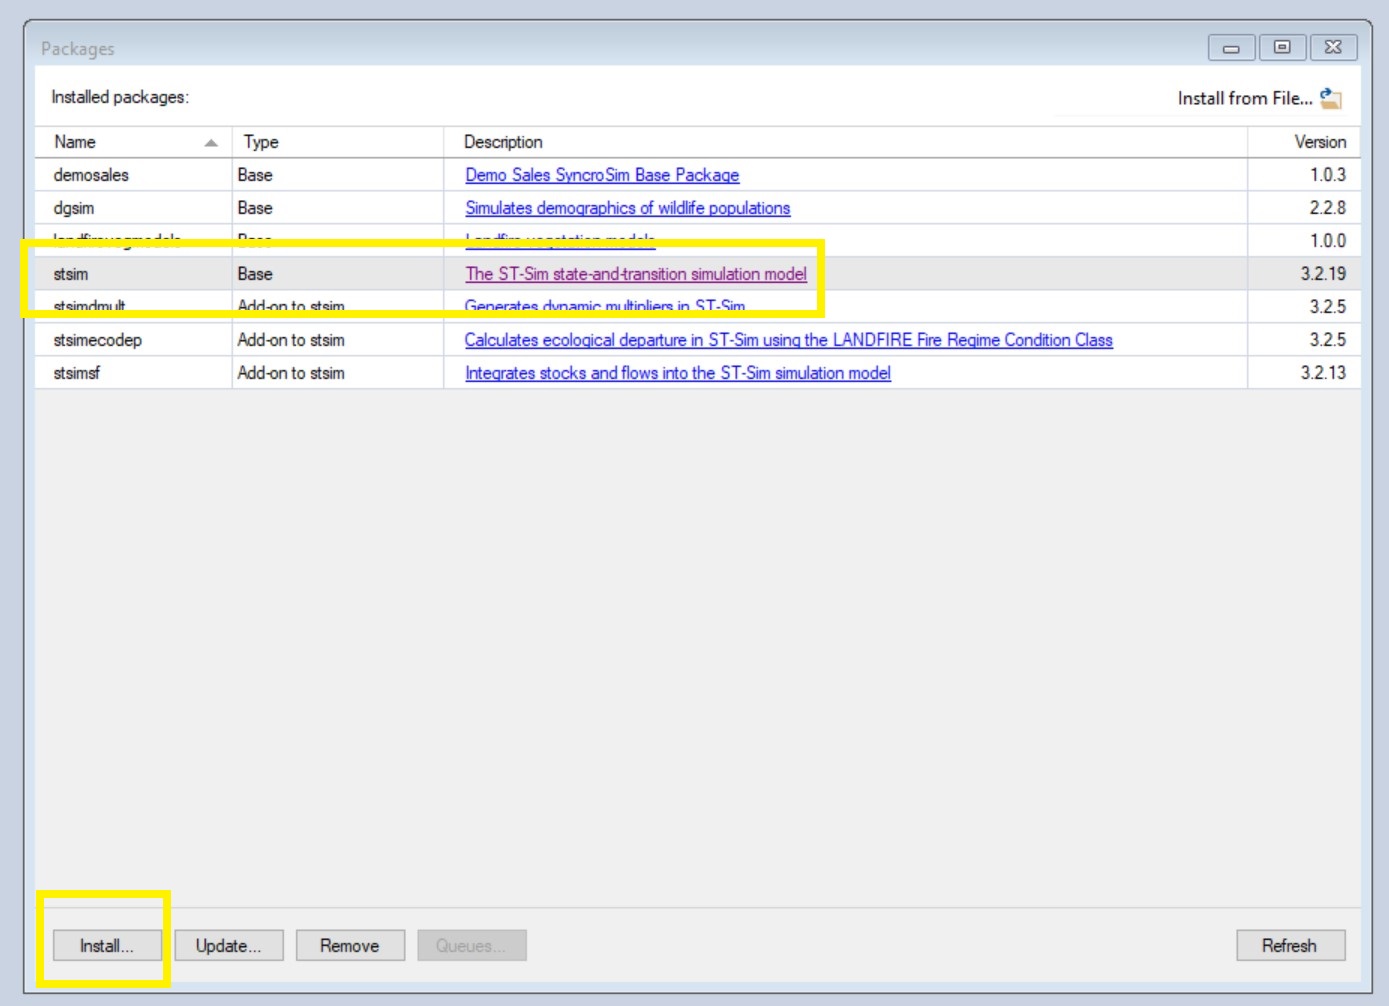 Packages
Installed packages:
Install from File...
Name Type Description Version
demosales Base Demo Sales SyncroSim Base Package 1.0.3
dgsim Base Simulates demographics of wildlife populations 2.2.8
landfirevegmodels Base Landfire vegetation models 1.0.0
stsim Base The ST-Sim state-and-transition simulation model 3.2.19
stsimdmult Add-on to stsim Generates dynamic multipliers in ST-Sim 3.2.5
stsimecodep Add-on to stsim Calculates ecological departure in ST-Sim using the LANDFIRE Fire Regime Condition Class 3.2.5
stsimsf Add-on to stsim Integrates stocks and flows into the ST-Sim simulation model 3.2.13
Install... Update... Remove Queues... Refresh